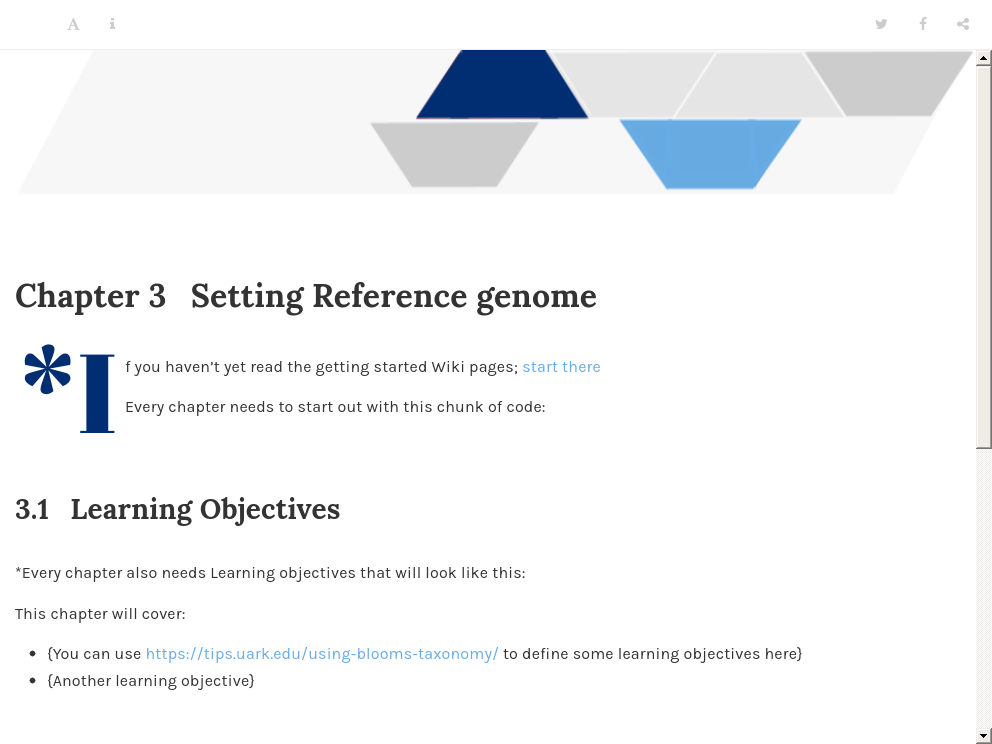 Chapter 3 Setting Reference genome
*If you haven’t yet read the getting started Wiki pages; start there
Every chapter needs to start out with this chunk of code:
3.1 Learning Objectives
*Every chapter also needs Learning objectives that will look like this:
This chapter will cover:
• {You can use https://tips.uark.edu/using-blooms-taxonomy/ to define some learning objectives here}
• {Another learning objective}